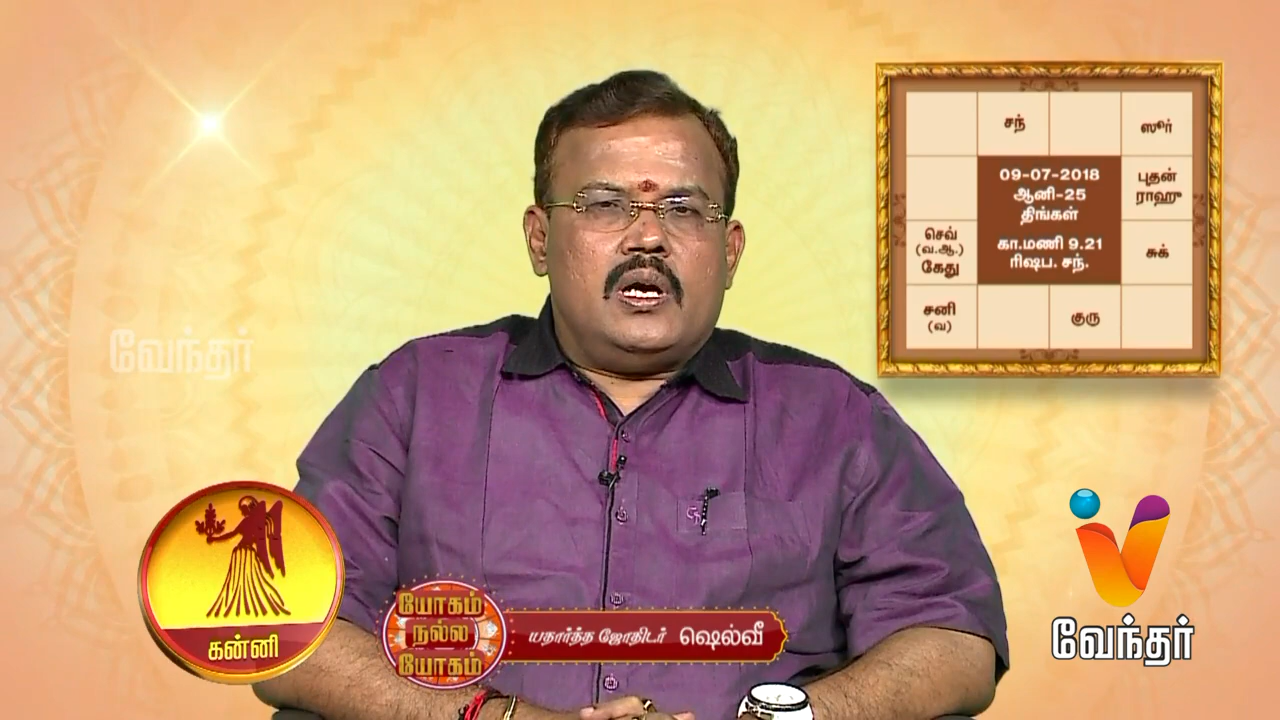 சந்
ஸூர்
09-07-2018
ஆனி-25
திங்கள்
கா.மணி 9.21
ரிஷப. சந்.
புதன்
ராஹு
செவ்
(வ.ஆ.)
கேது
சுக்
சனி
(வ)
குரு
வேந்தர்
கன்னி
யோகம்
நல்ல
யோகம்
யதார்த்த ஜோதிடர் ஷெல்வீ
வேந்தர்